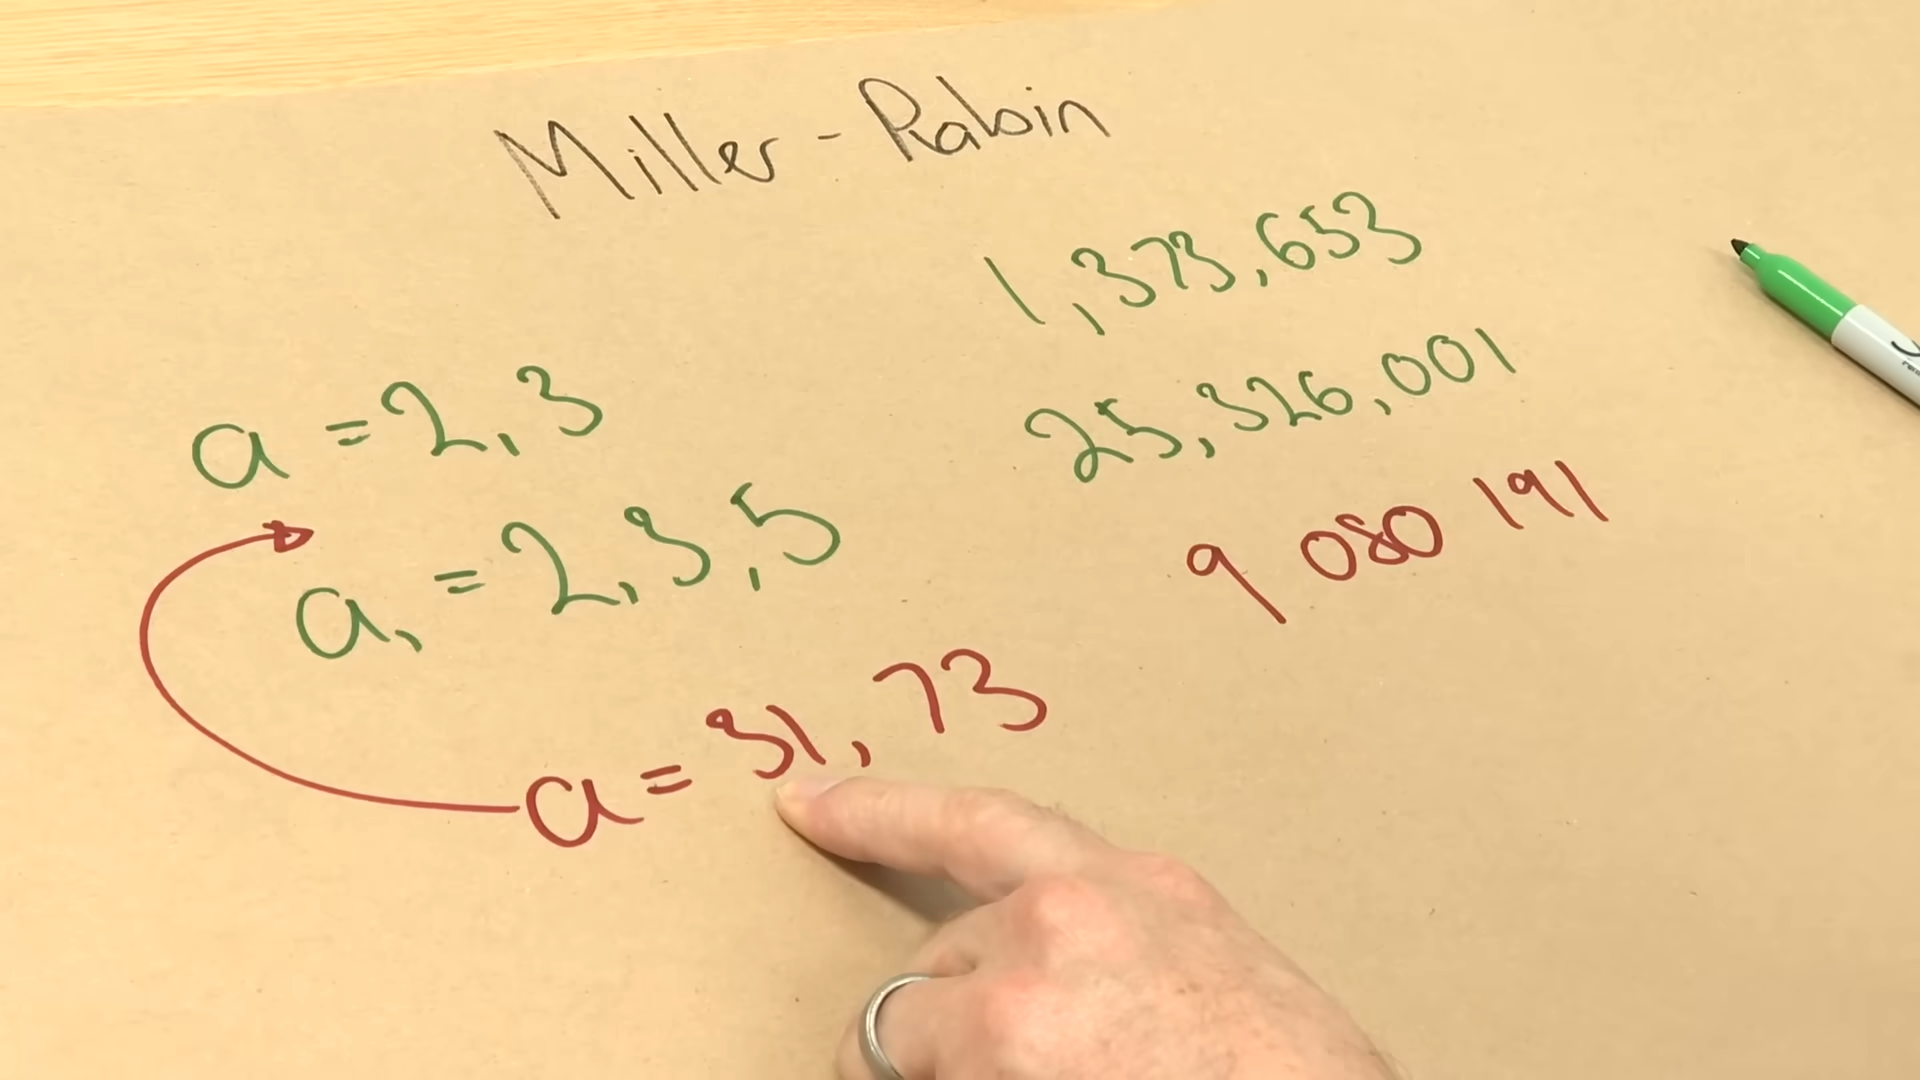 Miller-Rabin
a = 2, 3 1,373,653
a, = 2, 3, 5 25,326,001
a = 31, 73 9 080 191